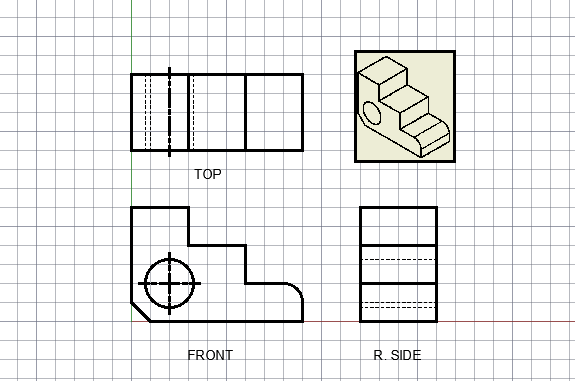 TOP
FRONT
R. SIDE